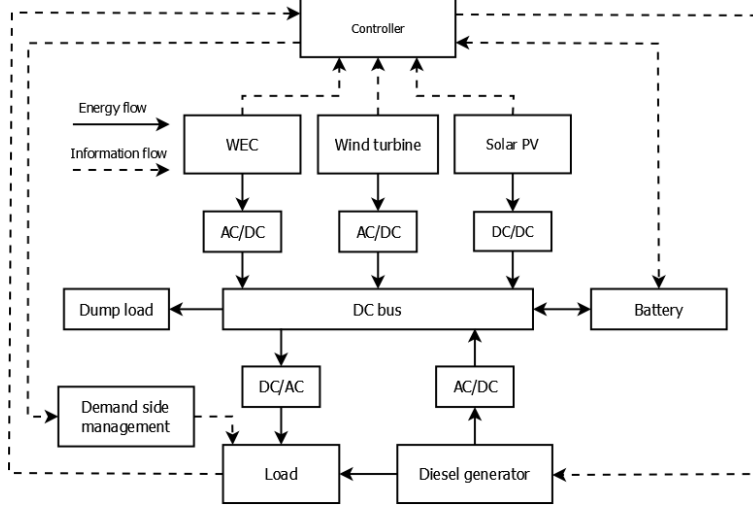 Controller
Energy flow
Information flow
WEC
Wind turbine
Solar PV
AC/DC
AC/DC
DC/DC
Dump load
DC bus
Battery
DC/AC
AC/DC
Demand side
management
Load
Diesel generator